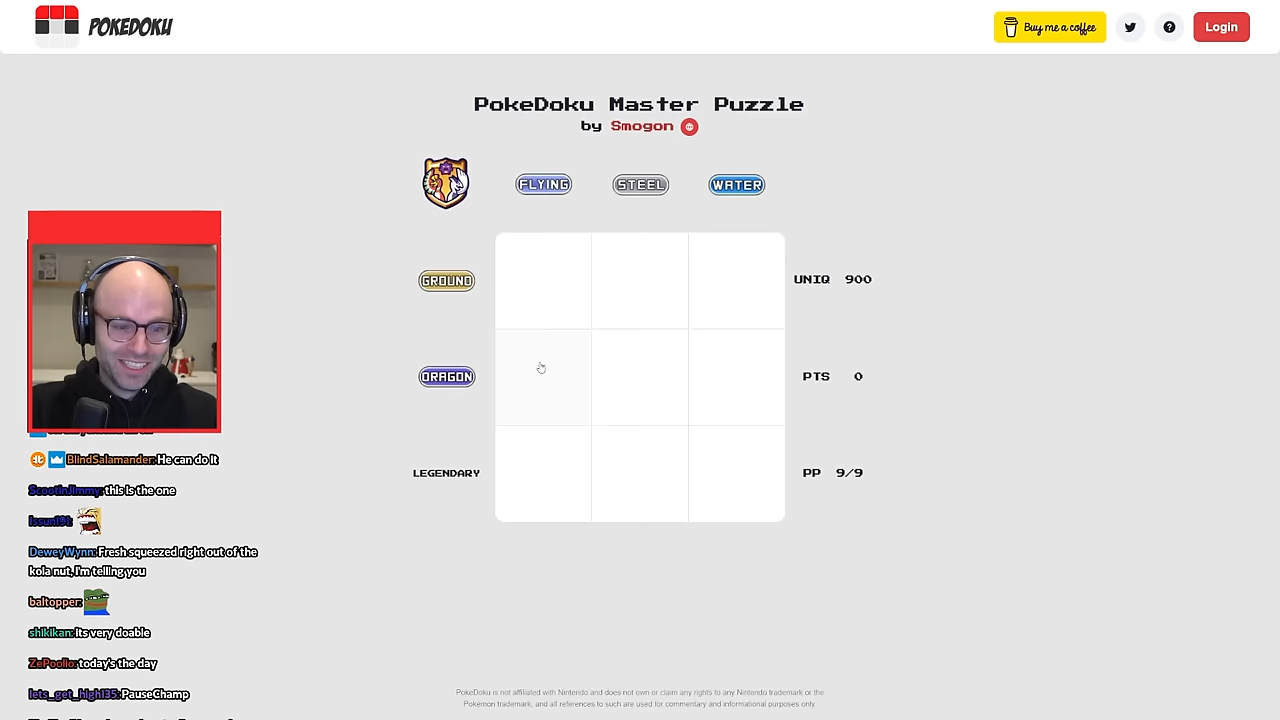 POKEDOKU
Buy me a coffee
Login
PokeDoku Master Puzzle
by Smogon
FLYING
STEEL
WATER
GROUND
UNIQ 900
DRAGON
PTS 0
LEGENDARY
PP 9/9
BlindSalamander: He can do it
ScootinJimmy: this is the one
Issun191:
DeweyWynn: Fresh squeezed right out of the
kola nut, I'm telling you
baltopper:
shikikan: its very doable
ZePoolio: today's the day
lets_get_high135: PauseChamp
PokeDoku is not affiliated with Nintendo and does not own or claim any rights to any Nintendo trademark or the
Pokémon trademark, and all references to such are used for commentary and informational purposes only.